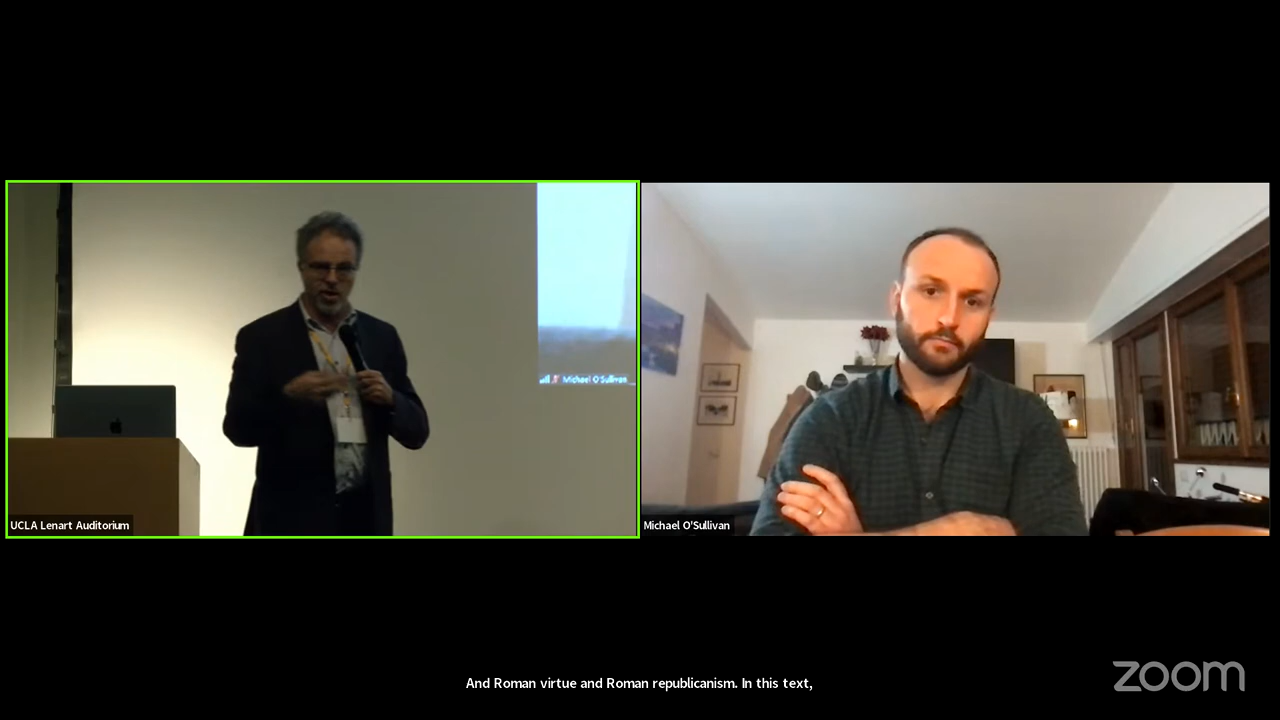 Michael O'Sullivan
UCLA Lenart Auditorium
Michael O'Sullivan
And Roman virtue and Roman republicanism. In this text,
zoom